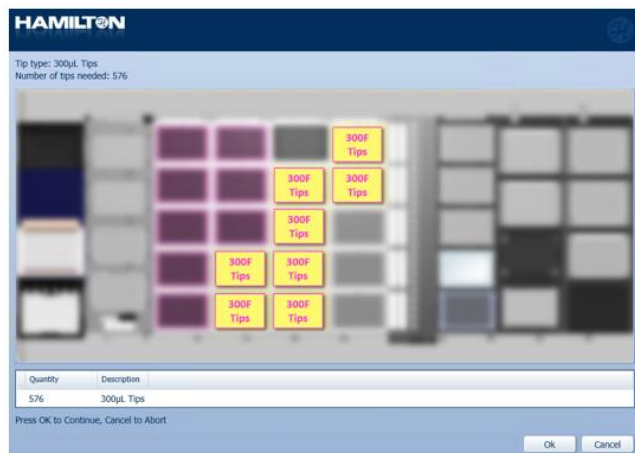 HAMILTON
Tip type: 300µL Tips
Number of tips needed: 576
300F
Tips
300F
Tips
300F
Tips
300F
Tips
300F
Tips
300F
Tips
300F
Tips
300F
Tips
Quantity Description
576 300µL Tips
Press OK to Continue, Cancel to Abort
Ok Cancel